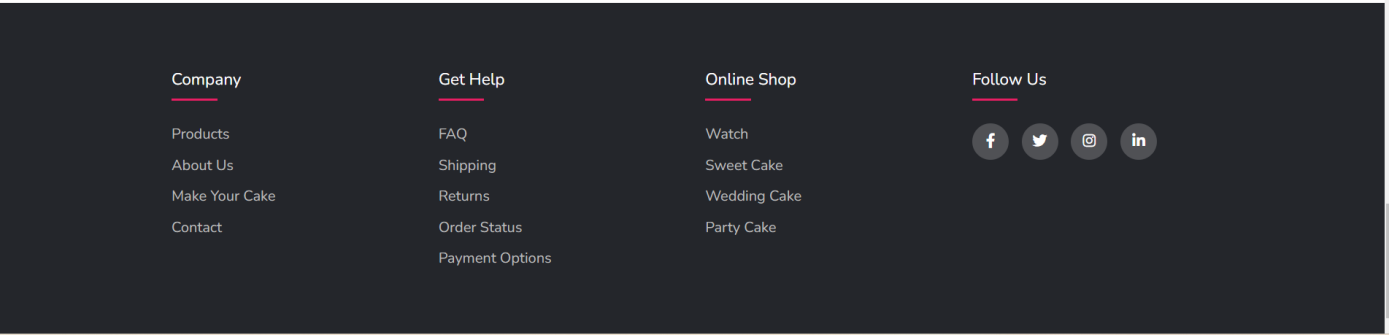 Company
Products
About Us
Make Your Cake
Contact
Get Help
FAQ
Shipping
Returns
Order Status
Payment Options
Online Shop
Watch
Sweet Cake
Wedding Cake
Party Cake
Follow Us